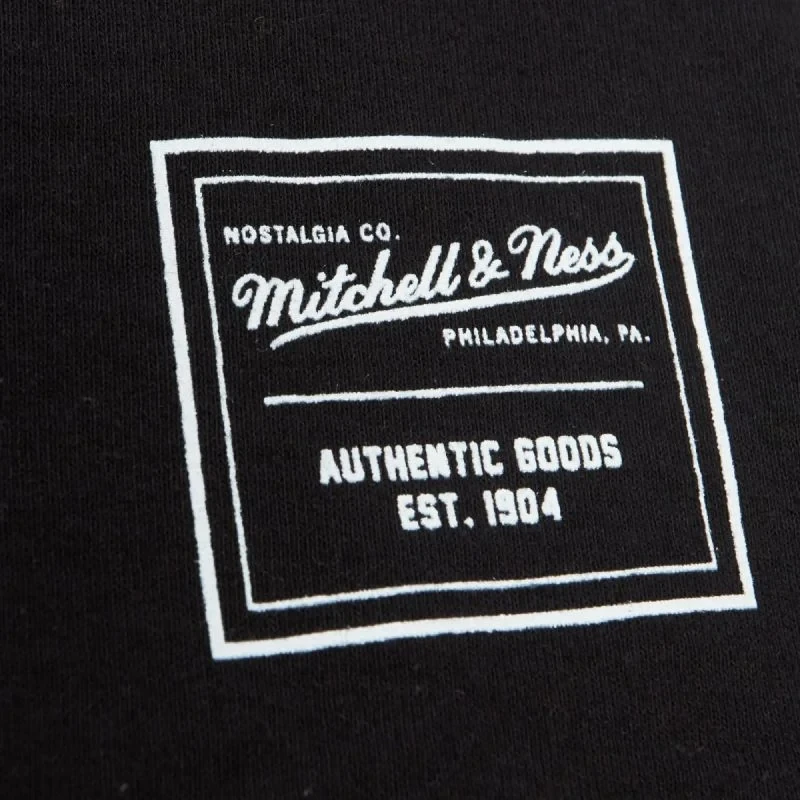 NOSTALGIA CO.
Mitchell & Ness
PHILADELPHIA, PA.
AUTHENTIC GOODS
EST. 1904